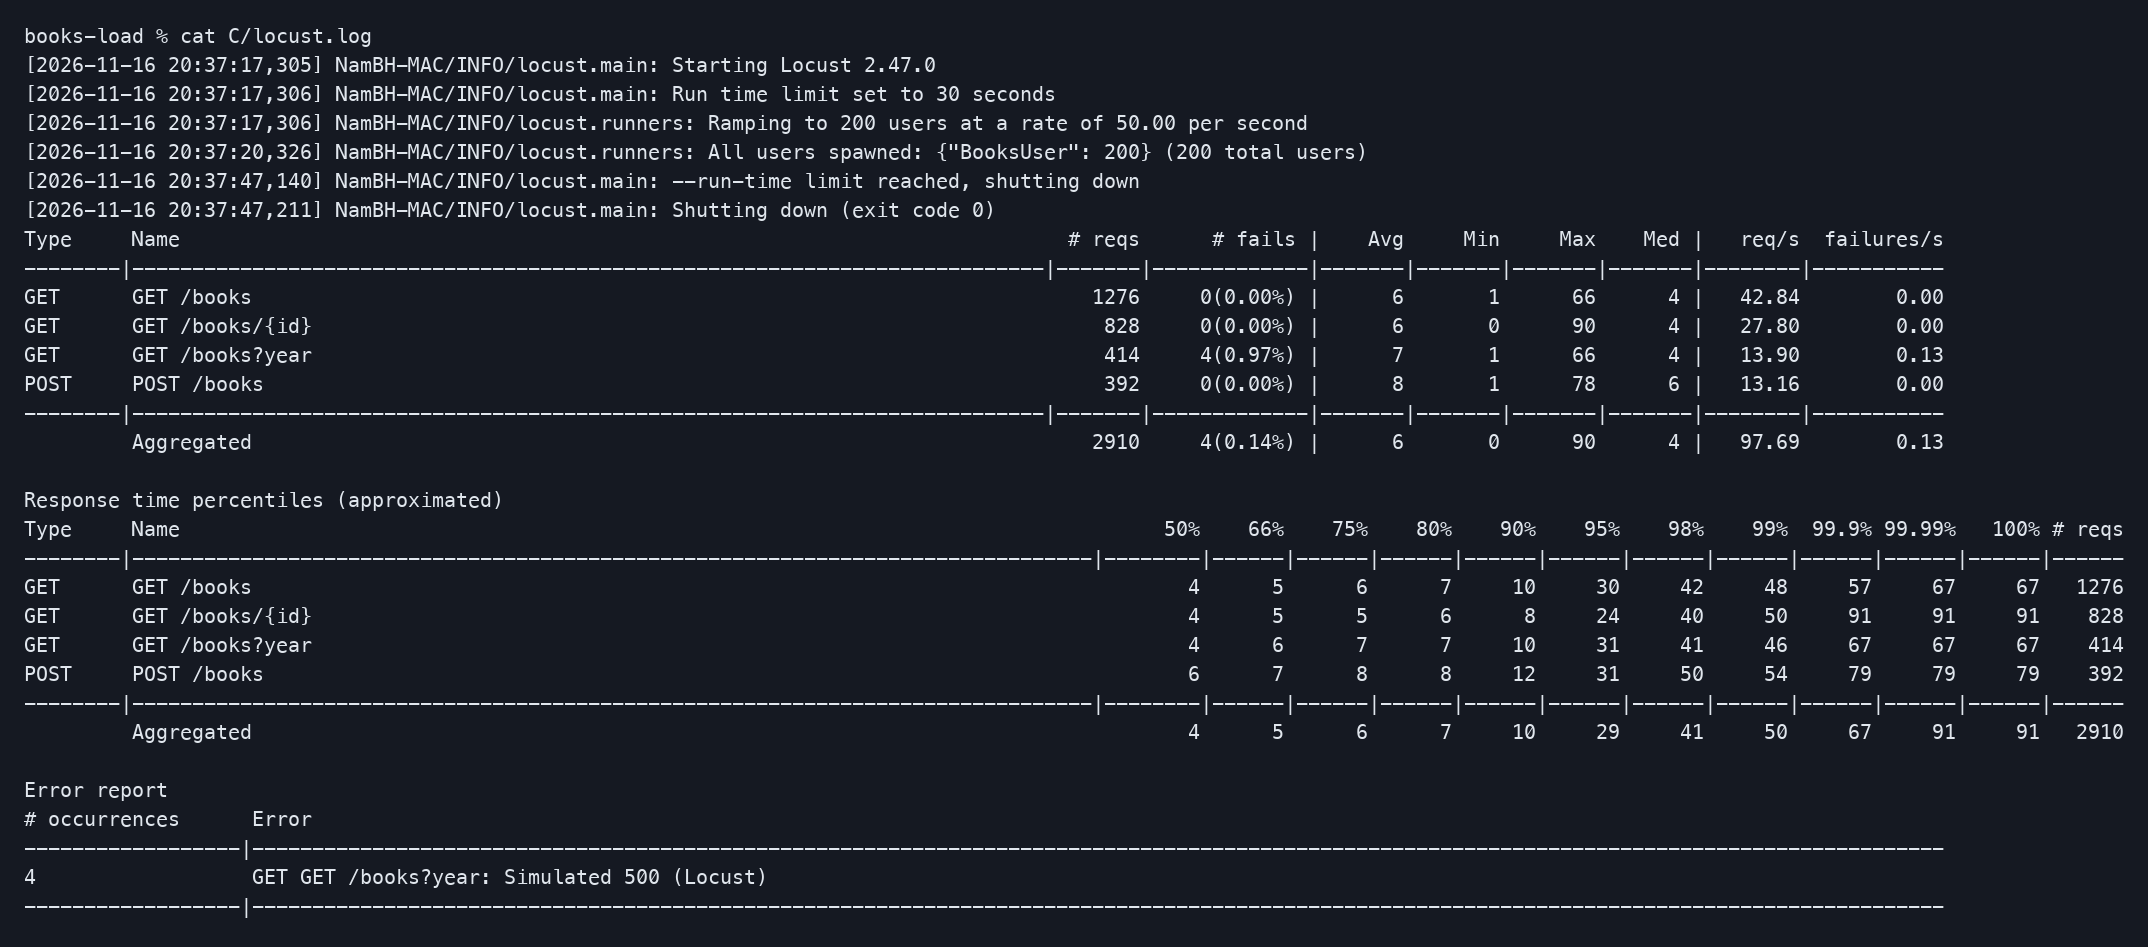 books-load % cat C/locust.log
[2026-11-16 20:37:17,305] NamBH-MAC/INFO/locust.main: Starting Locust 2.47.0
[2026-11-16 20:37:17,306] NamBH-MAC/INFO/locust.main: Run time limit set to 30 seconds
[2026-11-16 20:37:17,306] NamBH-MAC/INFO/locust.runners: Ramping to 200 users at a rate of 50.00 per second
[2026-11-16 20:37:20,326] NamBH-MAC/INFO/locust.runners: All users spawned: {"BooksUser": 200} (200 total users)
[2026-11-16 20:37:47,140] NamBH-MAC/INFO/locust.main: --run-time limit reached, shutting down
[2026-11-16 20:37:47,211] NamBH-MAC/INFO/locust.main: Shutting down (exit code 0)
Type Name # reqs # fails | Avg Min Max Med | req/s failures/s
--------|----------------------------------------------------------------------------|-------|-------------|-------|-------|-------|-------|--------|-----------
GET GET /books 1276 0(0.00%) | 6 1 66 4 | 42.84 0.00
GET GET /books/{id} 828 0(0.00%) | 6 0 90 4 | 27.80 0.00
GET GET /books?year 414 4(0.97%) | 7 1 66 4 | 13.90 0.13
POST POST /books 392 0(0.00%) | 8 1 78 6 | 13.16 0.00
--------|----------------------------------------------------------------------------|-------|-------------|-------|-------|-------|-------|--------|-----------
Aggregated 2910 4(0.14%) | 6 0 90 4 | 97.69 0.13
Response time percentiles (approximated)
Type Name 50% 66% 75% 80% 90% 95% 98% 99% 99.9% 99.99% 100% # reqs
--------|--------------------------------------------------------------------------------|--------|------|------|------|------|------|------|------|------|------|------|------
GET GET /books 4 5 6 7 10 30 42 48 57 67 67 1276
GET GET /books/{id} 4 5 5 6 8 24 40 50 91 91 91 828
GET GET /books?year 4 6 7 7 10 31 41 46 67 67 67 414
POST POST /books 6 7 8 8 12 31 50 54 79 79 79 392
--------|--------------------------------------------------------------------------------|--------|------|------|------|------|------|------|------|------|------|------|------
Aggregated 4 5 6 7 10 29 41 50 67 91 91 2910
Error report
# occurrences Error
------------------|---------------------------------------------------------------------------------------------------------------------------------------------
4 GET GET /books?year: Simulated 500 (Locust)
------------------|---------------------------------------------------------------------------------------------------------------------------------------------